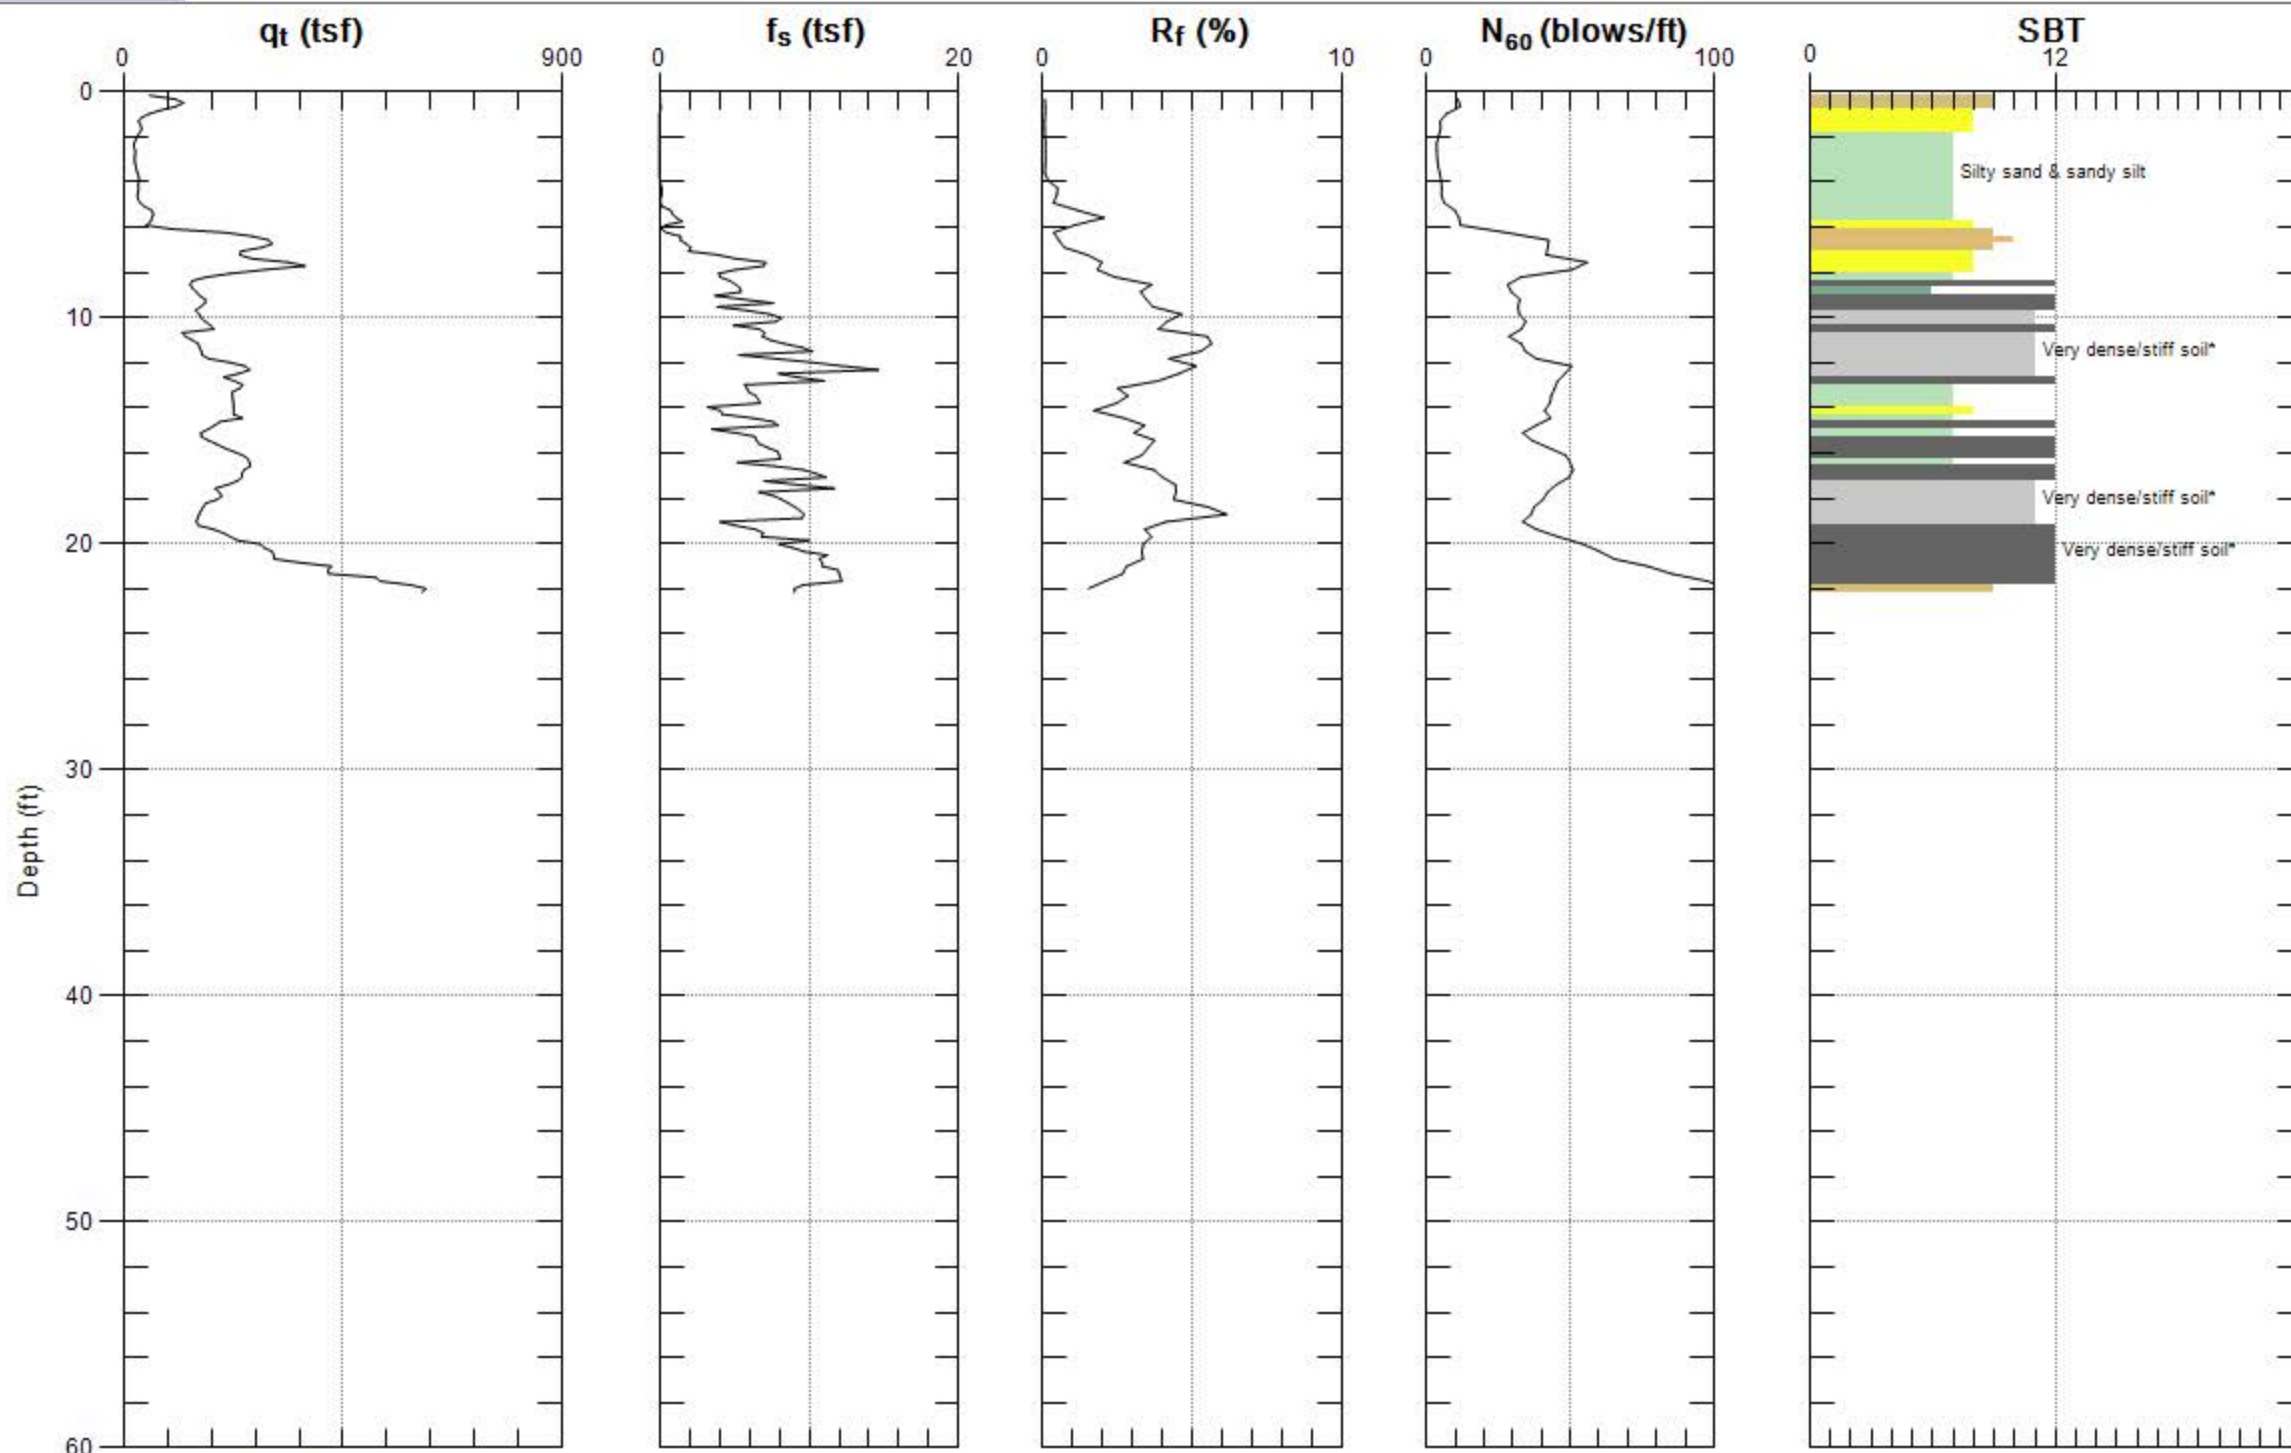 qt (tsf) fs (tsf) Rf (%) N60 (blows/ft) SBT
0 900 0 20 0 10 0 100 0 12
0
Silty sand & sandy silt
10
Very dense/stiff soil*
Very dense/stiff soil*
20
Very dense/stiff soil*
30
Depth (ft)
40
50
60